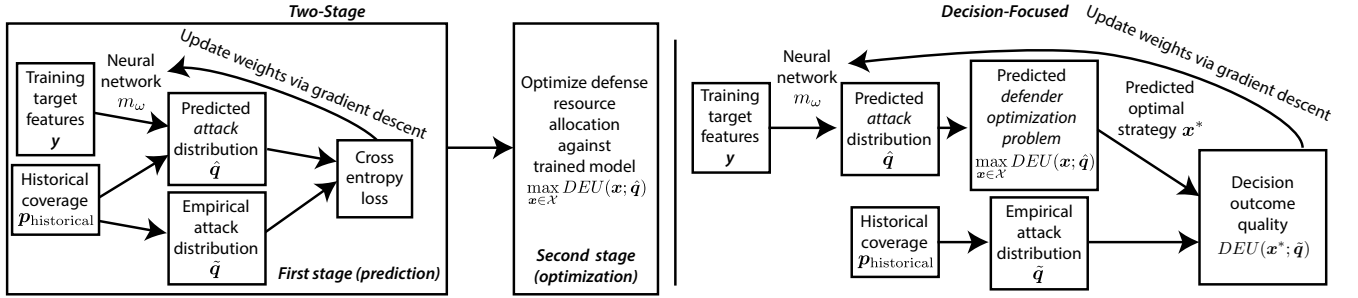 Two-Stage
Training
target
features
y
Neural
network
m_ω
Update weights via gradient descent
Predicted
attack
distribution
q̂
Historical
coverage
p_historical
Empirical
attack
distribution
q̃
Cross
entropy
loss
First stage (prediction)
Optimize defense
resource
allocation
against
trained model
max DEU(x; q̂)
x∈X
Second stage
(optimization)
Decision-Focused
Training
target
features
y
Neural
network
m_ω
Update weights via gradient descent
Predicted
attack
distribution
q̂
Predicted
defender
optimization
problem
max DEU(x; q̂)
x∈X
Predicted
optimal
strategy x*
Historical
coverage
p_historical
Empirical
attack
distribution
q̃
Decision
outcome
quality
DEU(x*; q̃)